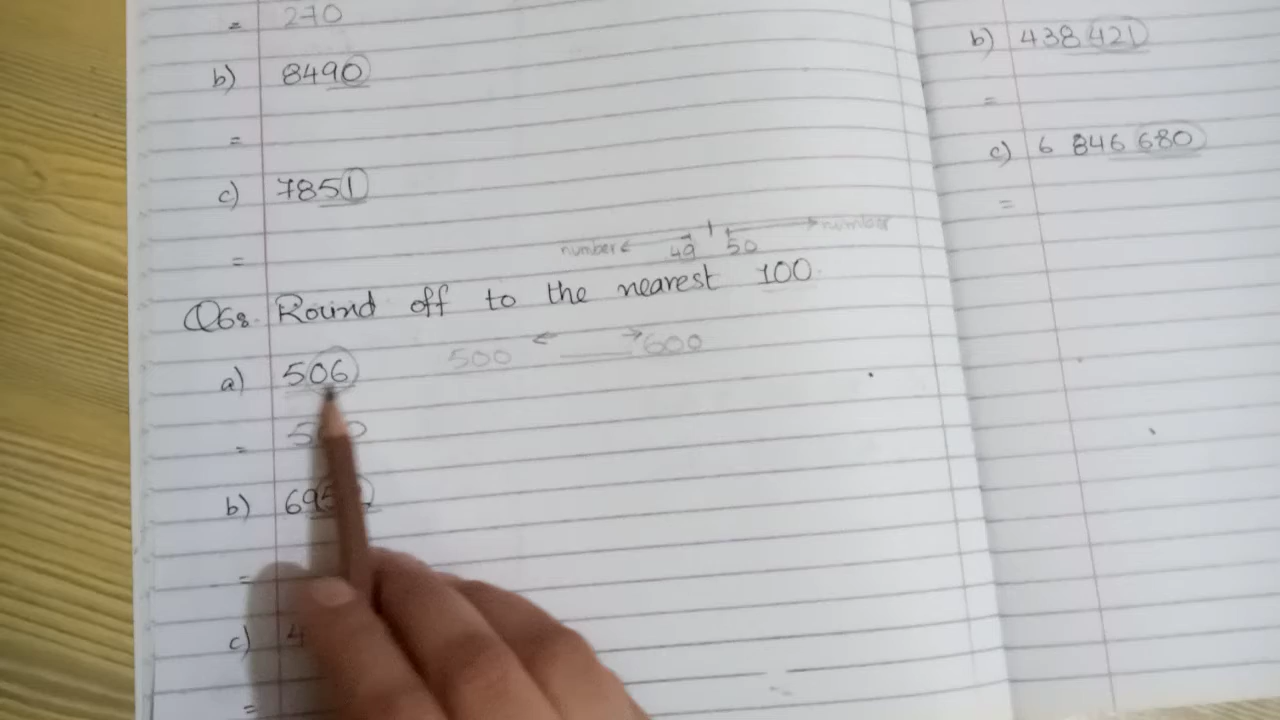 = 270
b) 8490
=
c) 7851
=
number 49 50 number
Q6. Round off to the nearest 100
500 600
a) 506
=
b)
=
c) 4
=
b) 438 421
=
c) 6 846 680
=